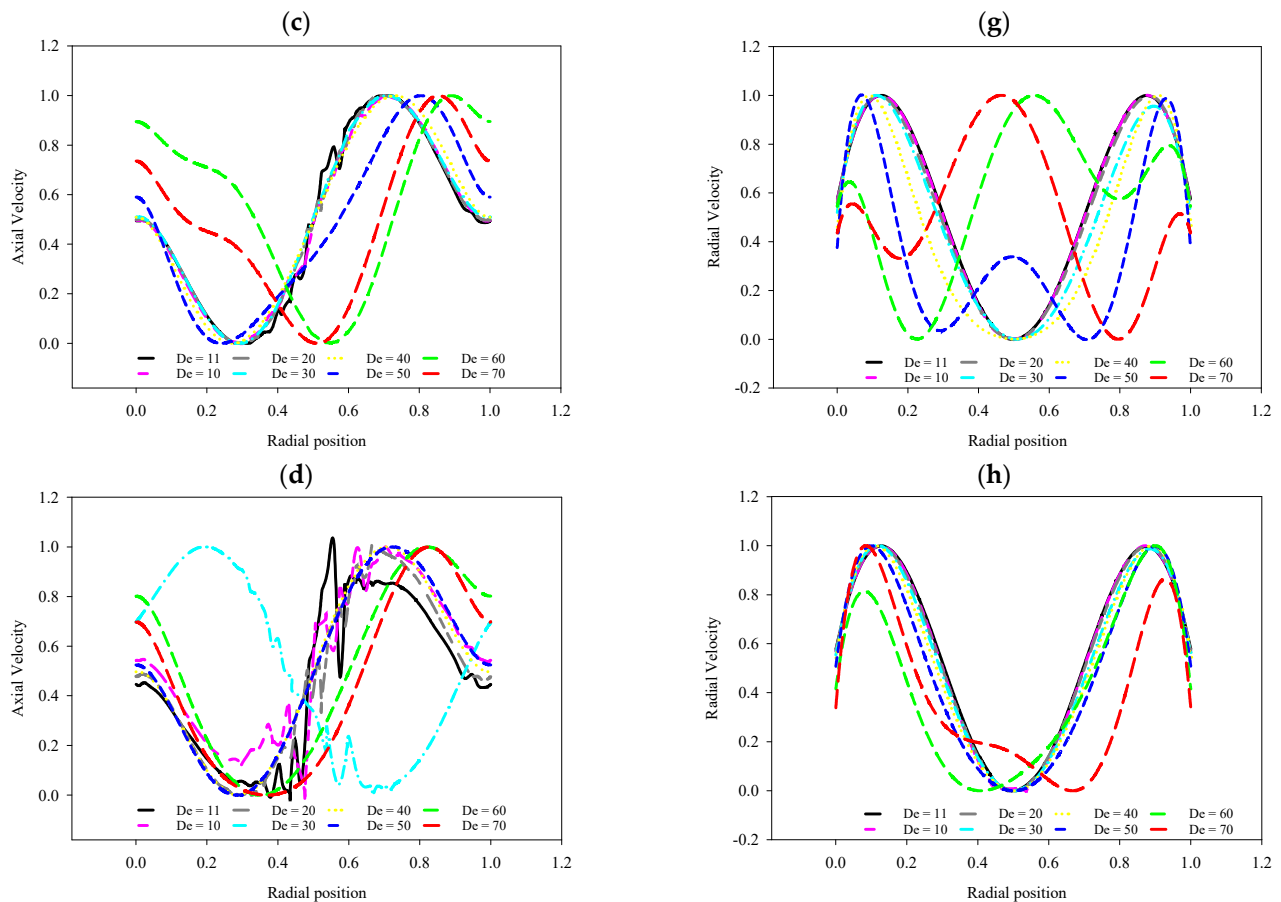 (c)
1.2
1.0
0.8
0.6
0.4
0.2
0.0
Axial Velocity
De = 11 De = 20 De = 40 De = 60
De = 10 De = 30 De = 50 De = 70
0.0 0.2 0.4 0.6 0.8 1.0 1.2
Radial position
(g)
1.2
1.0
0.8
0.6
0.4
0.2
0.0
-0.2
Radial Velocity
De = 11 De = 20 De = 40 De = 60
De = 10 De = 30 De = 50 De = 70
0.0 0.2 0.4 0.6 0.8 1.0 1.2
Radial position
(d)
1.2
1.0
0.8
0.6
0.4
0.2
0.0
Axial Velocity
De = 11 De = 20 De = 40 De = 60
De = 10 De = 30 De = 50 De = 70
0.0 0.2 0.4 0.6 0.8 1.0 1.2
Radial position
(h)
1.2
1.0
0.8
0.6
0.4
0.2
0.0
-0.2
Radial Velocity
De = 11 De = 20 De = 40 De = 60
De = 10 De = 30 De = 50 De = 70
0.0 0.2 0.4 0.6 0.8 1.0 1.2
Radial position